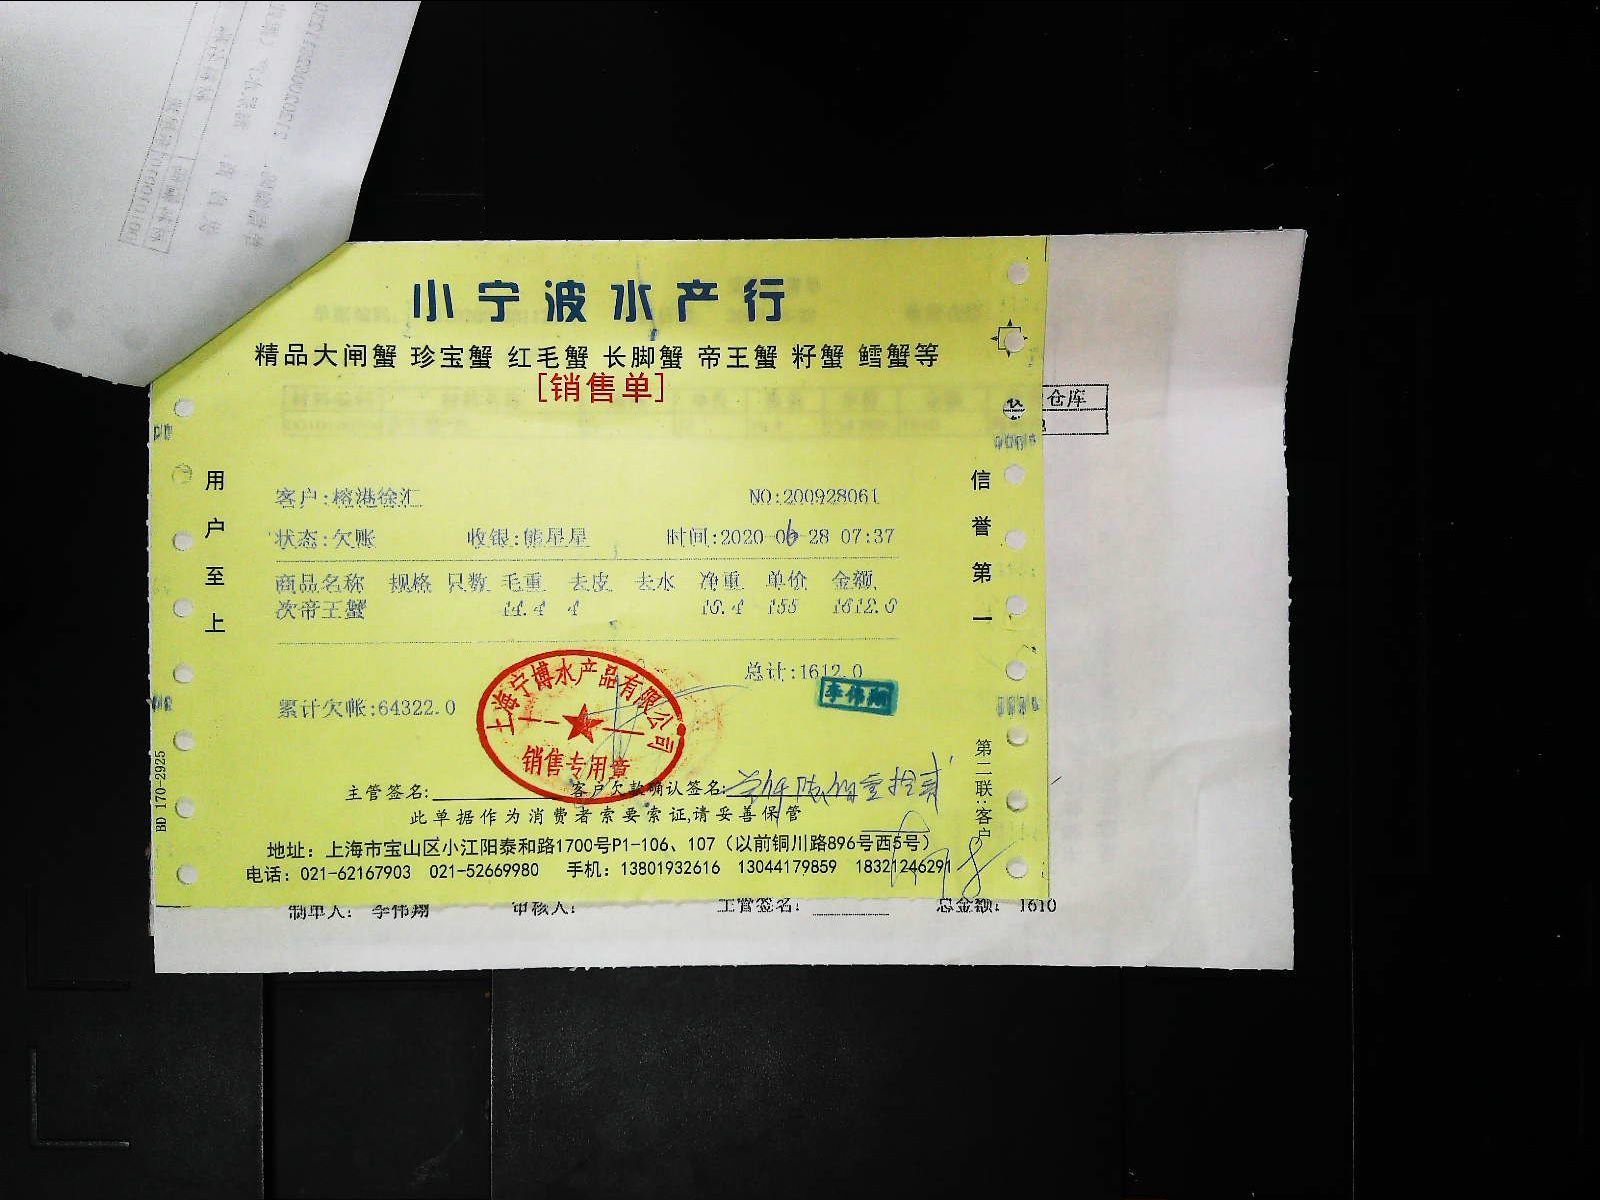 小宁波水产行
精品大闸蟹 珍宝蟹 红毛蟹 长脚蟹 帝王蟹 籽蟹 鳕蟹等
[销售单]
仓库
用户至上
信誉第一
客户:榕港徐汇
NO:200928061
状态:欠账 收银:熊星星 时间:2020-06-28 07:37
商品名称 规格 只数 毛重 去皮 去水 净重 单价 金额
次帝王蟹 14.4 4 10.4 155 1612.0
总计:1612.0
李伟翔
累计欠帐:64322.0
上海宁博水产品有限公司
销售专用章
BD 170-2925
第二联:客户
主管签名: 客户欠款确认签名:
此单据作为消费者索要索证,请妥善保管
地址：上海市宝山区小江阳泰和路1700号P1-106、107（以前铜川路896号西5号）
电话：021-62167903 021-52669980 手机：13801932616 13044179859 18321246291
制单人： 李伟翔 审核人： 主管签名： 总金额： 1610